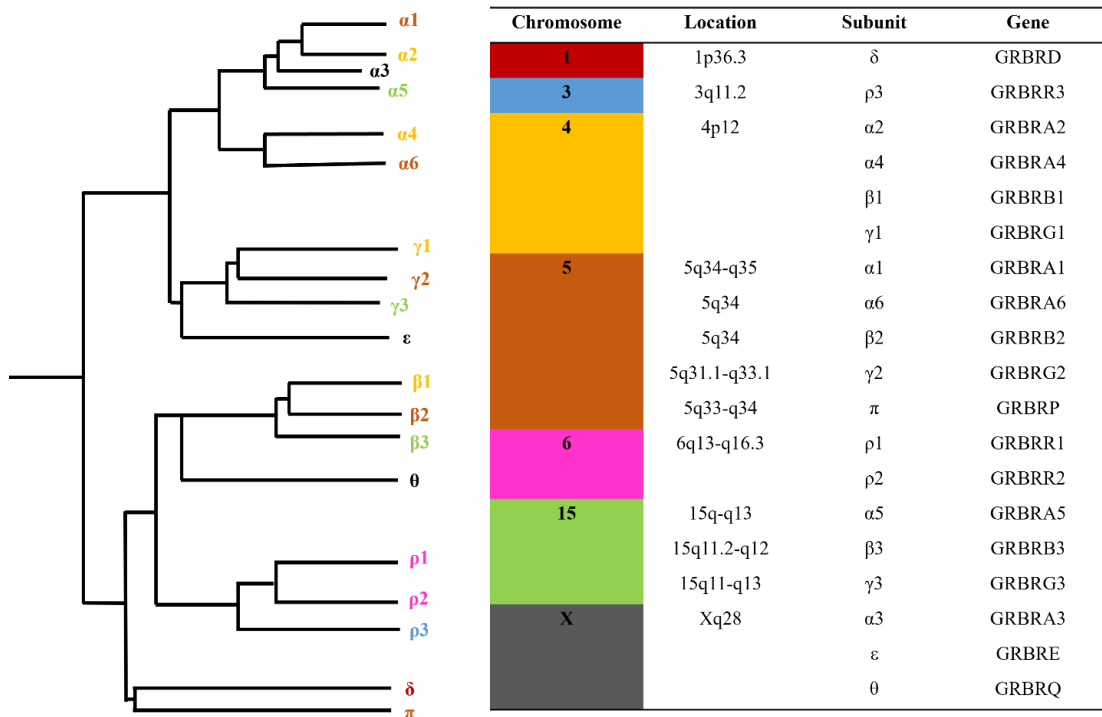 α1
α2
α3
α5
α4
α6
γ1
γ2
γ3
ε
β1
β2
β3
θ
ρ1
ρ2
ρ3
δ
π
Chromosome Location Subunit Gene
1 1p36.3 δ GRBRD
3 3q11.2 ρ3 GRBRR3
4 4p12 α2 GRBRA2
α4 GRBRA4
β1 GRBRB1
γ1 GRBRG1
5 5q34-q35 α1 GRBRA1
5q34 α6 GRBRA6
5q34 β2 GRBRB2
5q31.1-q33.1 γ2 GRBRG2
5q33-q34 π GRBRP
6 6q13-q16.3 ρ1 GRBRR1
ρ2 GRBRR2
15 15q-q13 α5 GRBRA5
15q11.2-q12 β3 GRBRB3
15q11-q13 γ3 GRBRG3
X Xq28 α3 GRBRA3
ε GRBRE
θ GRBRQ